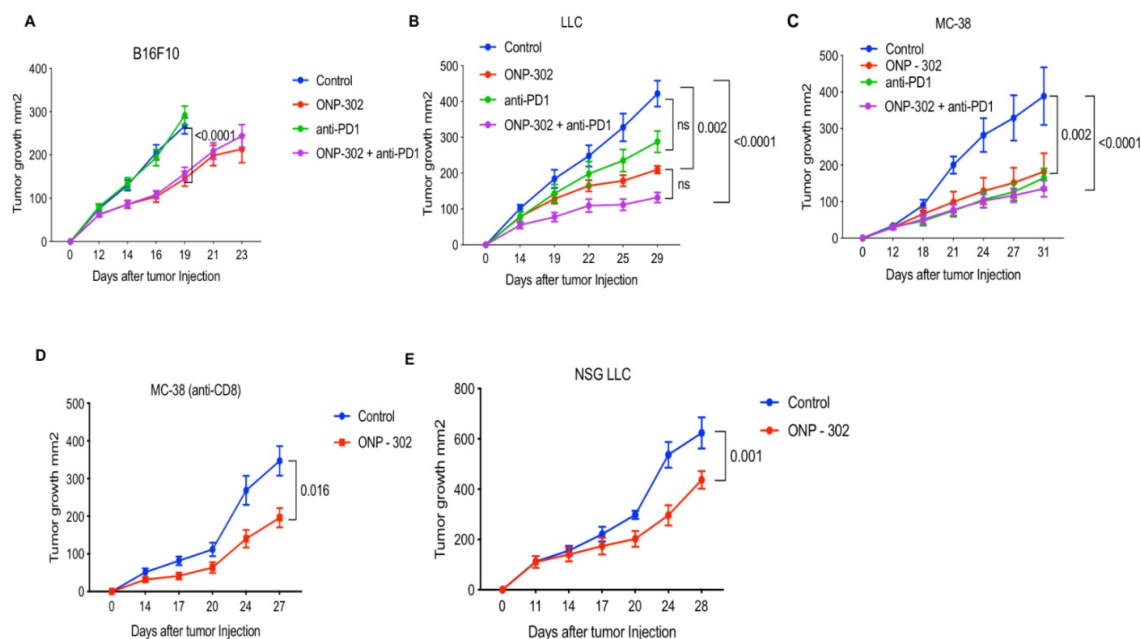 A
B16F10
400
300
200
100
0
Tumor growth mm2
0 12 14 16 19 21 23
Days after tumor Injection
<0.0001
Control
ONP-302
anti-PD1
ONP-302 + anti-PD1
B
LLC
Control
ONP-302
anti-PD1
ONP-302 + anti-PD1
500
400
300
200
100
0
Tumor growth mm2
0 14 19 22 25 29
Days after tumor Injection
ns
ns
0.002
<0.0001
C
MC-38
Control
ONP - 302
anti-PD1
ONP-302 + anti-PD1
500
400
300
200
100
0
Tumor growth mm2
0 12 18 21 24 27 31
Days after tumor Injection
0.002
<0.0001
D
MC-38 (anti-CD8)
500
400
300
200
100
0
Tumor growth mm2
0 14 17 20 24 27
Days after tumor Injection
0.016
Control
ONP - 302
E
NSG LLC
800
600
400
200
0
Tumor growth mm2
0 11 14 17 20 24 28
Days after tumor Injection
0.001
Control
ONP - 302